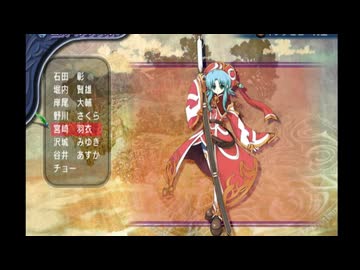 石田　彰
堀内　賢雄
岸尾　大輔
野川　さくら
宮崎　羽衣
沢城　みゆき
谷井　あすか
チョー